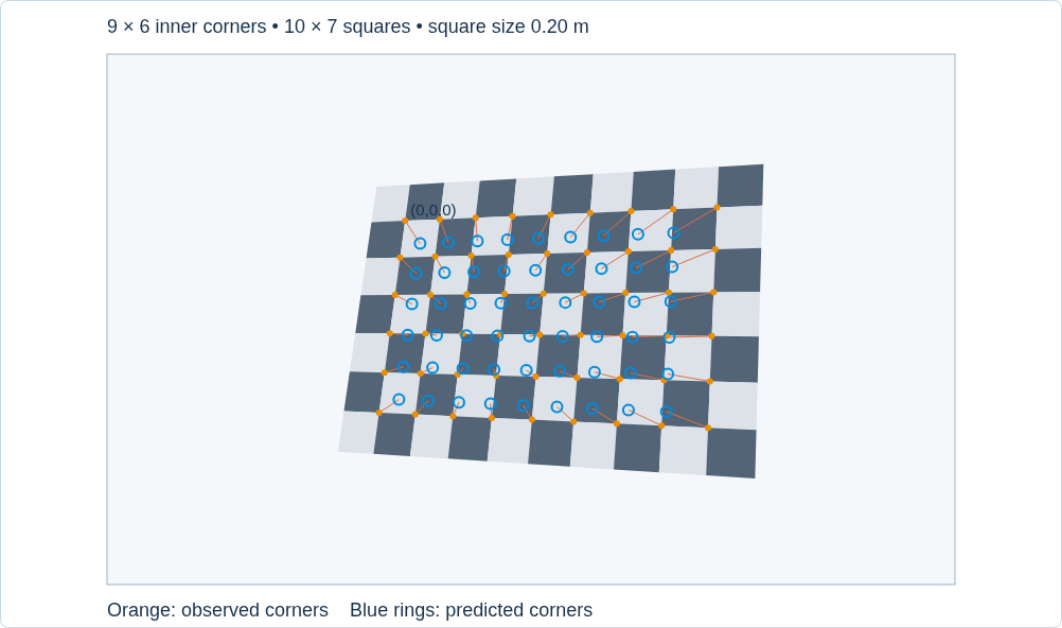 9 × 6 inner corners • 10 × 7 squares • square size 0.20 m
(0,0,0)
Orange: observed corners Blue rings: predicted corners